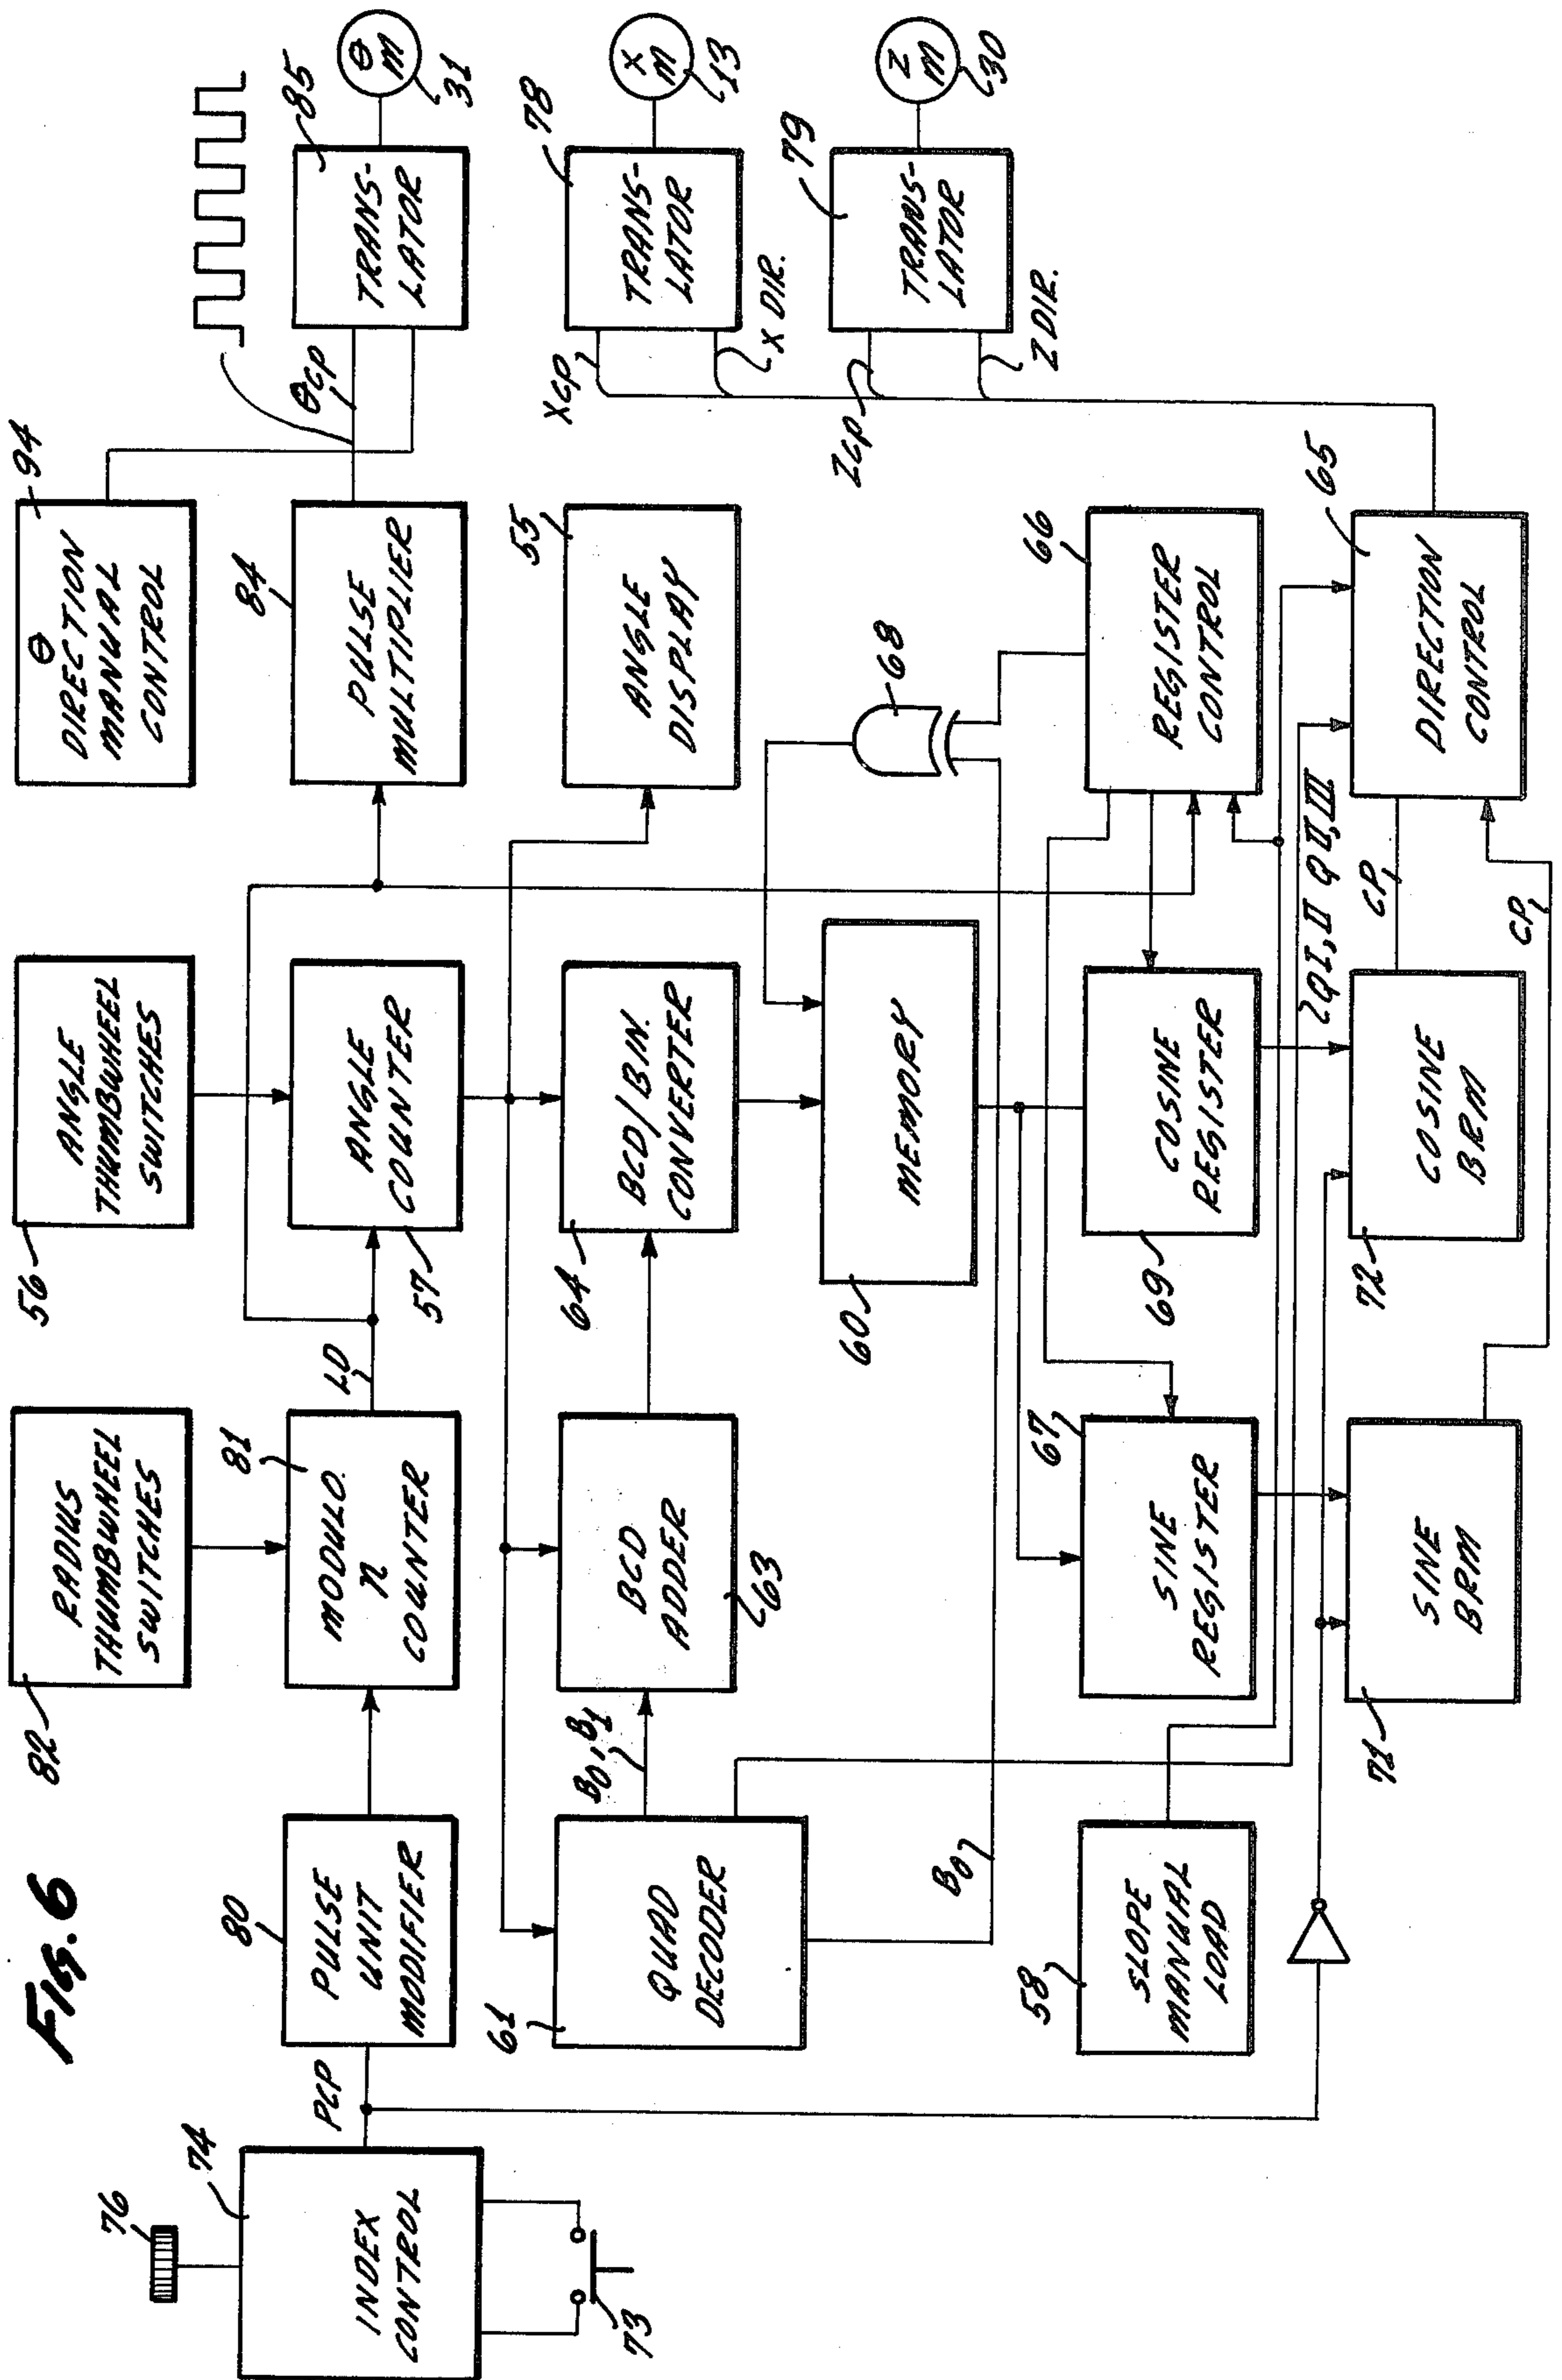 FIG. 6
76
74
INDEX
CONTROL
73
PCP
80
PULSE
UNIT
MODIFIER
82
RADIUS
THUMBWHEEL
SWITCHES
81
MODULO
n
COUNTER
LD
56
ANGLE
THUMBWHEEL
SWITCHES
ANGLE
COUNTER
57
94
θ
DIRECTION
MANUAL
CONTROL
84
PULSE
MULTIPLIER
θCP
85
TRANS-
LATOR
θ
M
31
61
QUAD
DECODER
B0, B1
B0
BCD
ADDER
63
64
BCD/BIN.
CONVERTER
55
ANGLE
DISPLAY
78
TRANS-
LATOR
XCP
X DIR.
X
M
13
60
MEMORY
68
79
TRANS-
LATOR
ZCP
Z DIR.
Z
M
30
58
SLOPE
MANUAL
LOAD
67
SINE
REGISTER
69
COSINE
REGISTER
66
REGISTER
CONTROL
71
SINE
BRM
72
COSINE
BRM
QI, II QII, III
CP
CP
65
DIRECTION
CONTROL